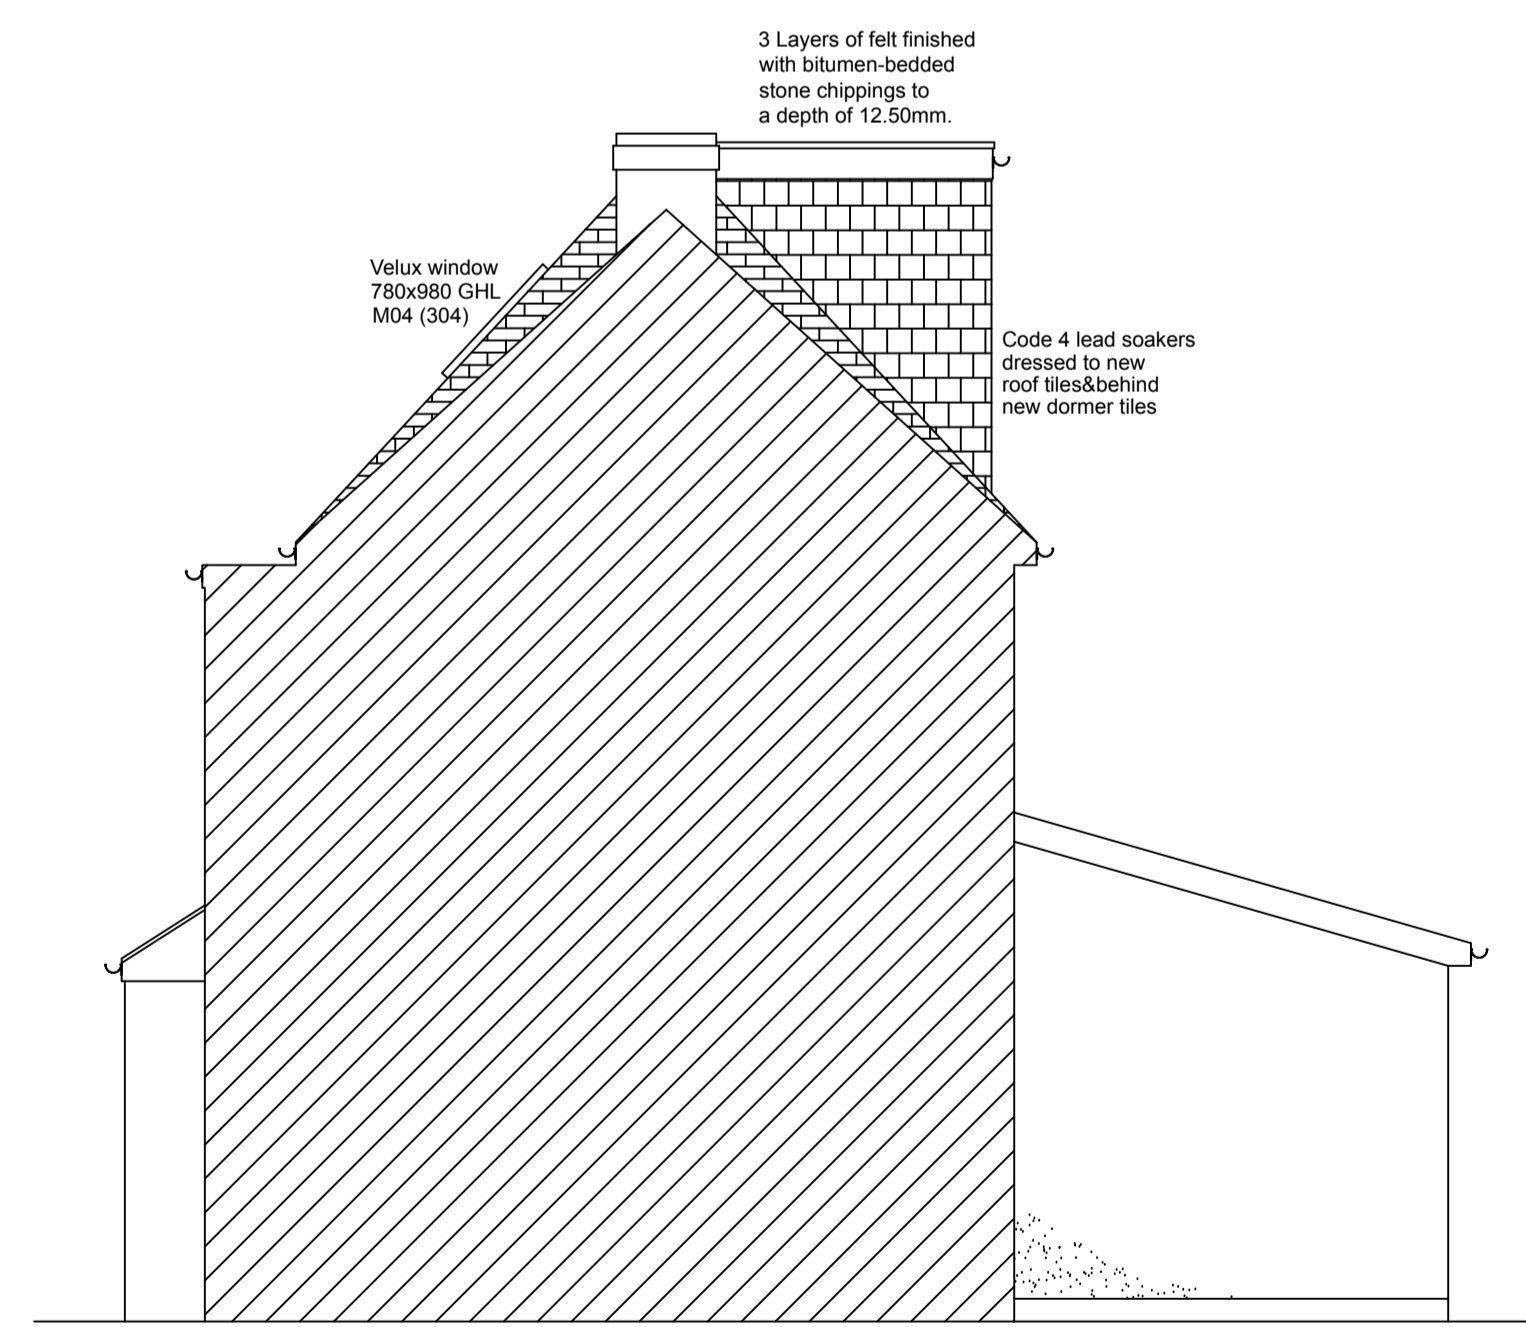 3 Layers of felt finished
with bitumen-bedded
stone chippings to
a depth of 12.50mm.
Velux window
780x980 GHL
M04 (304)
Code 4 lead soakers
dressed to new
roof tiles&behind
new dormer tiles